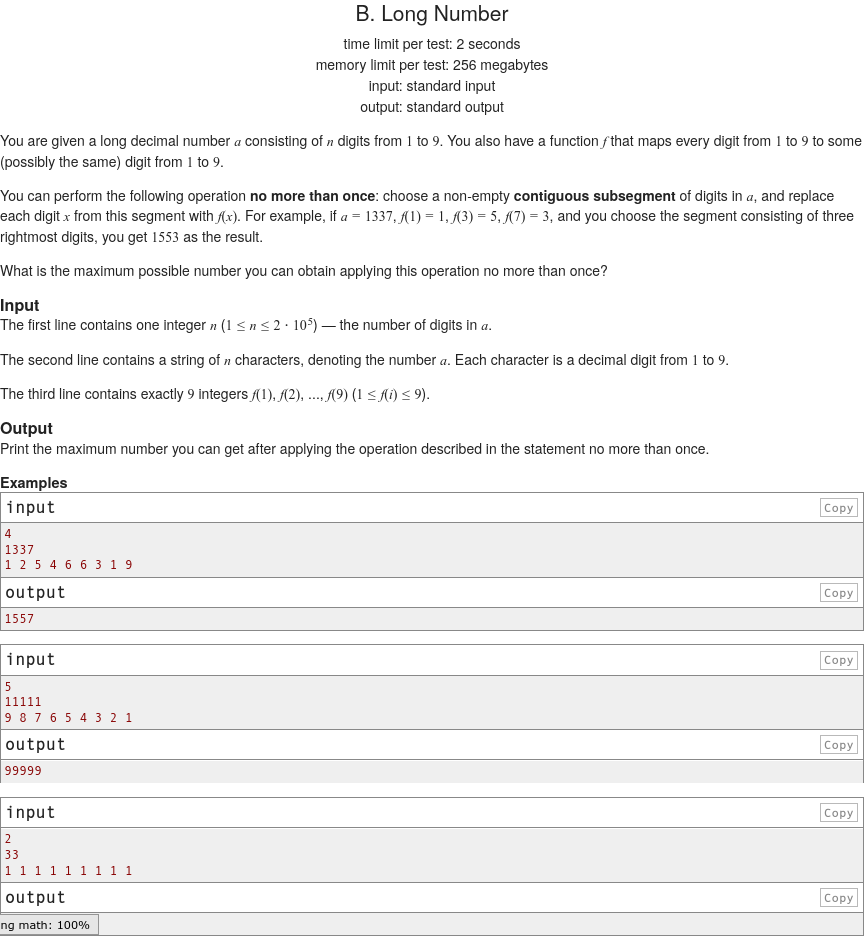 B. Long Number
time limit per test: 2 seconds
memory limit per test: 256 megabytes
input: standard input
output: standard output
You are given a long decimal number a consisting of n digits from 1 to 9. You also have a function f that maps every digit from 1 to 9 to some
(possibly the same) digit from 1 to 9.
You can perform the following operation no more than once: choose a non-empty contiguous subsegment of digits in a, and replace
each digit x from this segment with f(x). For example, if a = 1337, f(1) = 1, f(3) = 5, f(7) = 3, and you choose the segment consisting of three
rightmost digits, you get 1553 as the result.
What is the maximum possible number you can obtain applying this operation no more than once?
Input
The first line contains one integer n (1 ≤ n ≤ 2 · 10⁵) — the number of digits in a.
The second line contains a string of n characters, denoting the number a. Each character is a decimal digit from 1 to 9.
The third line contains exactly 9 integers f(1), f(2), ..., f(9) (1 ≤ f(i) ≤ 9).
Output
Print the maximum number you can get after applying the operation described in the statement no more than once.
Examples
input Copy
4
1337
1 2 5 4 6 6 3 1 9
output Copy
1557
input Copy
5
11111
9 8 7 6 5 4 3 2 1
output Copy
99999
input Copy
2
33
1 1 1 1 1 1 1 1 1
output Copy
ng math: 100%